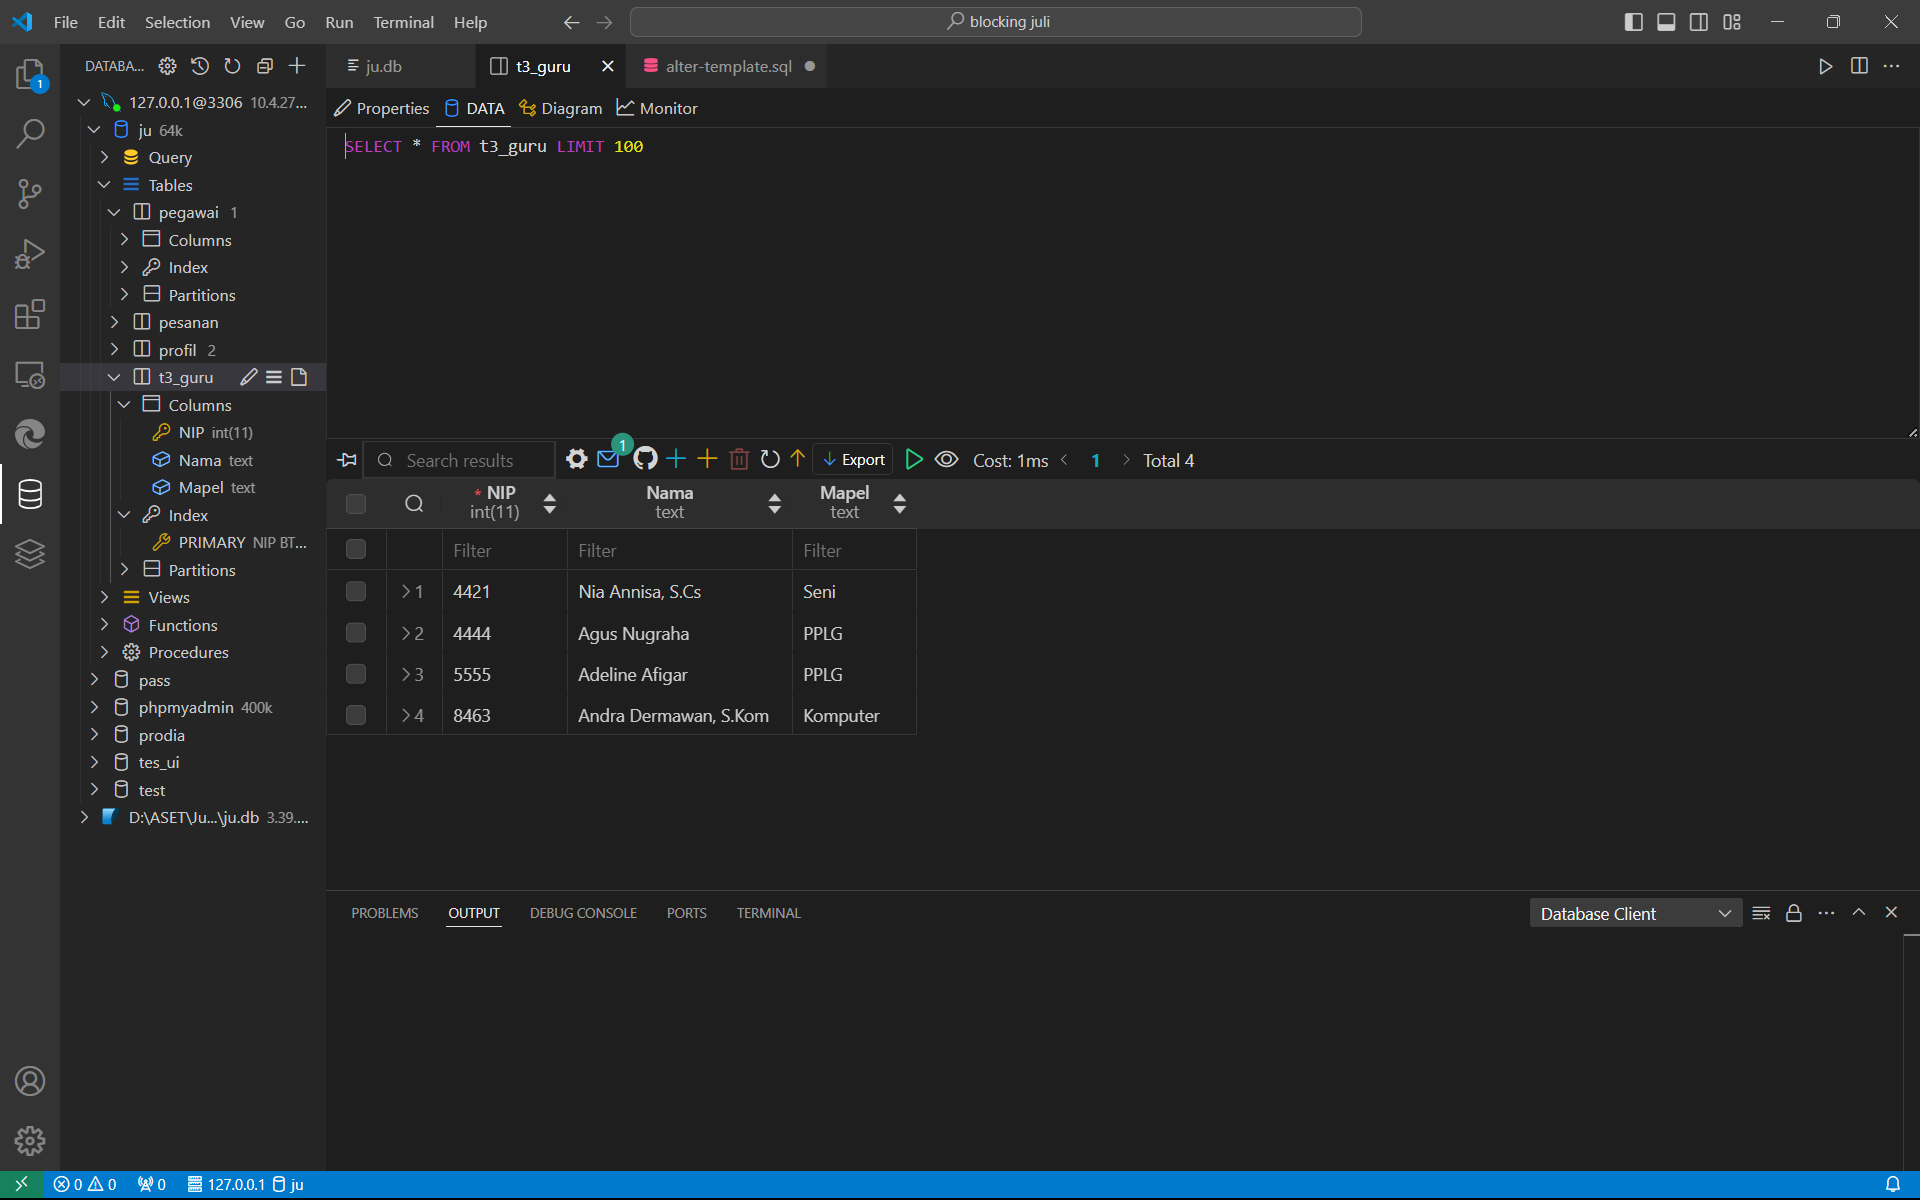 File Edit Selection View Go Run Terminal Help
blocking juli
1
DATABA...
ju.db
t3_guru
alter-template.sql
127.0.0.1@3306 10.4.27...
ju 64k
Query
Tables
pegawai 1
Columns
Index
Partitions
pesanan
profil 2
t3_guru
Columns
NIP int(11)
Nama text
Mapel text
Index
PRIMARY NIP BT...
Partitions
Views
Functions
Procedures
pass
phpmyadmin 400k
prodia
tes_ui
test
D:\ASET\Ju...\ju.db 3.39....
Properties DATA Diagram Monitor
SELECT * FROM t3_guru LIMIT 100
Search results 1 Export Cost: 1ms < 1 > Total 4
* NIP Nama Mapel
int(11) text text
Filter Filter Filter
1 4421 Nia Annisa, S.Cs Seni
2 4444 Agus Nugraha PPLG
3 5555 Adeline Afigar PPLG
4 8463 Andra Dermawan, S.Kom Komputer
PROBLEMS OUTPUT DEBUG CONSOLE PORTS TERMINAL
Database Client
0 0 0 127.0.0.1 ju